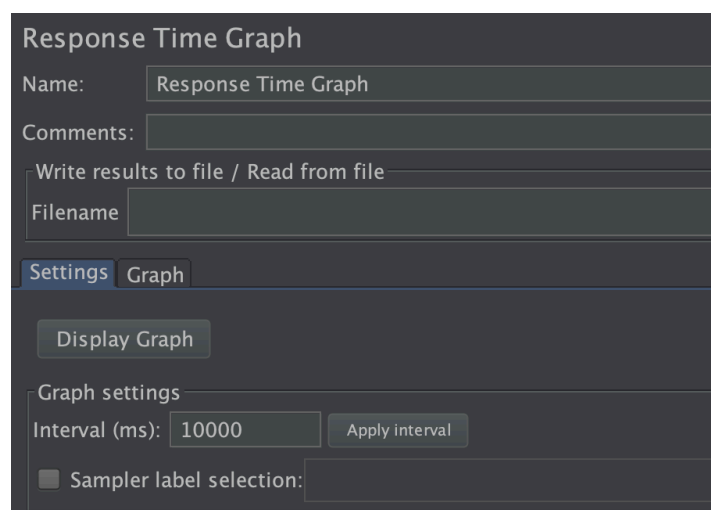 Response Time Graph
Name: Response Time Graph
Comments:
Write results to file / Read from file
Filename
Settings Graph
Display Graph
Graph settings
Interval (ms): 10000 Apply interval
Sampler label selection: